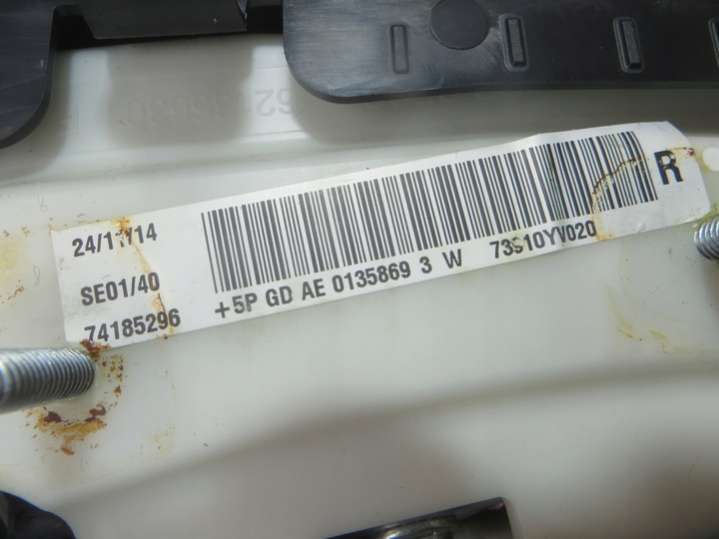 24/11/14
SE01/40
74185296
+5P GD AE 0135869 3 W 73910YV020
R